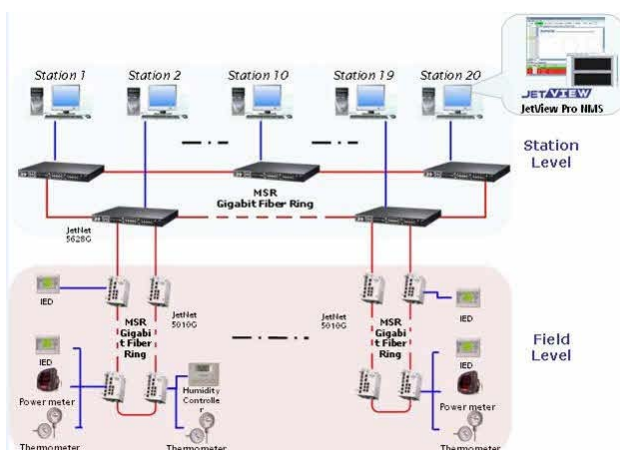 Station 1
Station 2
Station 10
Station 19
Station 20
JETVIEW
JetView Pro NMS
Station
Level
MSR
Gigabit Fiber Ring
JetNet
5628G
IED
JetNet
5010G
MSR
Gigabi
t Fiber
Ring
IED
Power meter
Thermometer
Humidity
Controlle
r
Thermometer
JetNet
5010G
MSR
Gigabi
t Fiber
Ring
IED
IED
Power meter
Thermometer
Field
Level